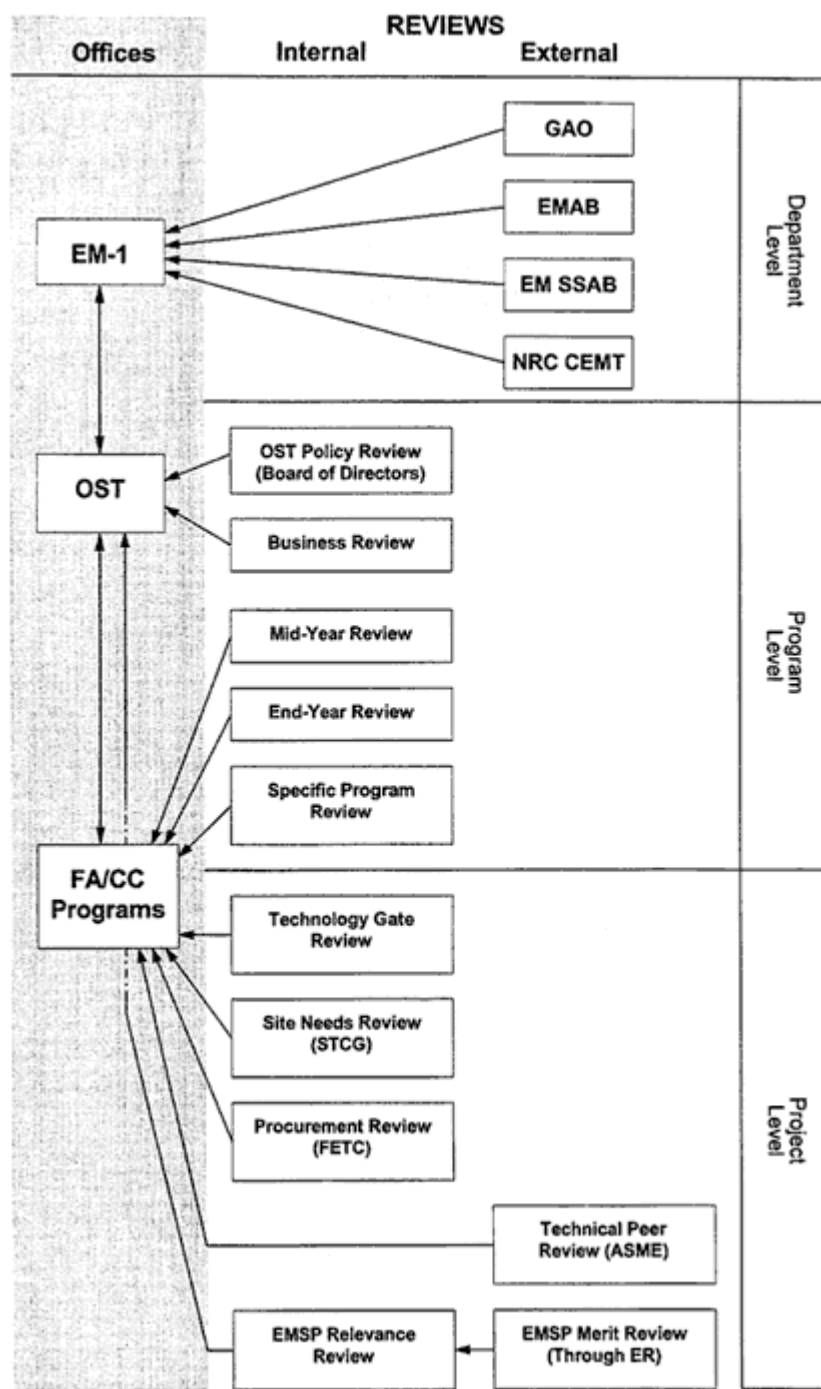 REVIEWS
Offices
Internal
External
GAO
EMAB
EM-1
EM SSAB
NRC CEMT
Department
Level
OST Policy Review
(Board of Directors)
OST
Business Review
Mid-Year Review
End-Year Review
Specific Program
Review
Program
Level
FA/CC
Programs
Technology Gate
Review
Site Needs Review
(STCG)
Procurement Review
(FETC)
Technical Peer
Review (ASME)
EMSP Relevance
Review
EMSP Merit Review
(Through ER)
Project
Level